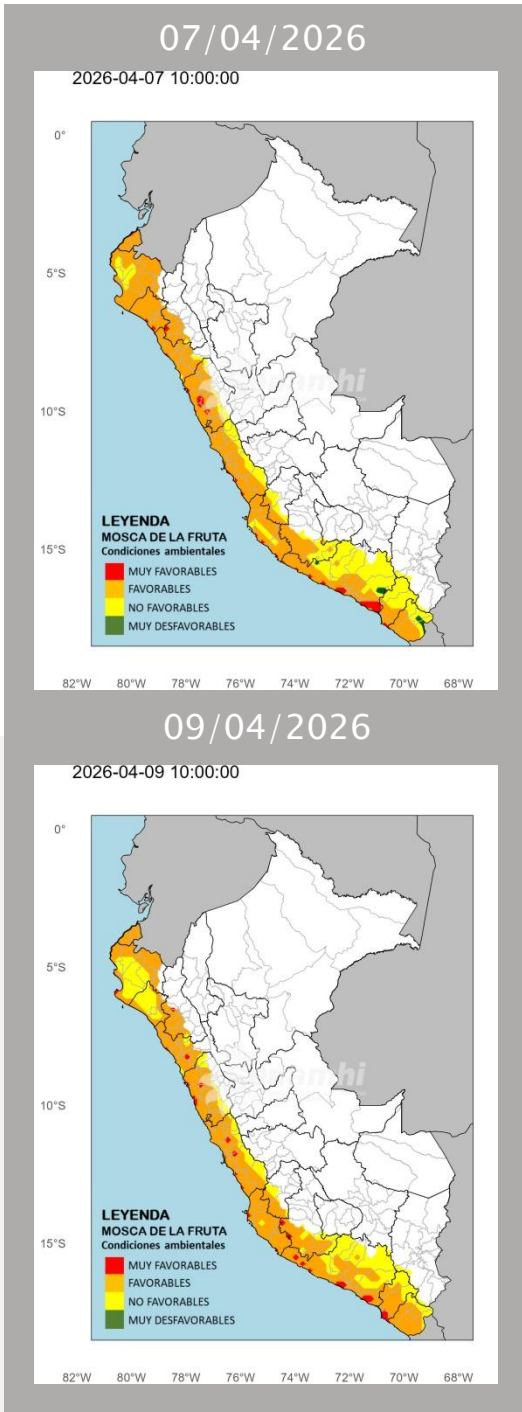 07/04/2026
2026-04-07 10:00:00
0°
5°S
10°S
15°S
LEYENDA
MOSCA DE LA FRUTA
Condiciones ambientales
MUY FAVORABLES
FAVORABLES
NO FAVORABLES
MUY DESFAVORABLES
82°W 80°W 78°W 76°W 74°W 72°W 70°W 68°W
09/04/2026
2026-04-09 10:00:00
0°
5°S
10°S
15°S
LEYENDA
MOSCA DE LA FRUTA
Condiciones ambientales
MUY FAVORABLES
FAVORABLES
NO FAVORABLES
MUY DESFAVORABLES
82°W 80°W 78°W 76°W 74°W 72°W 70°W 68°W